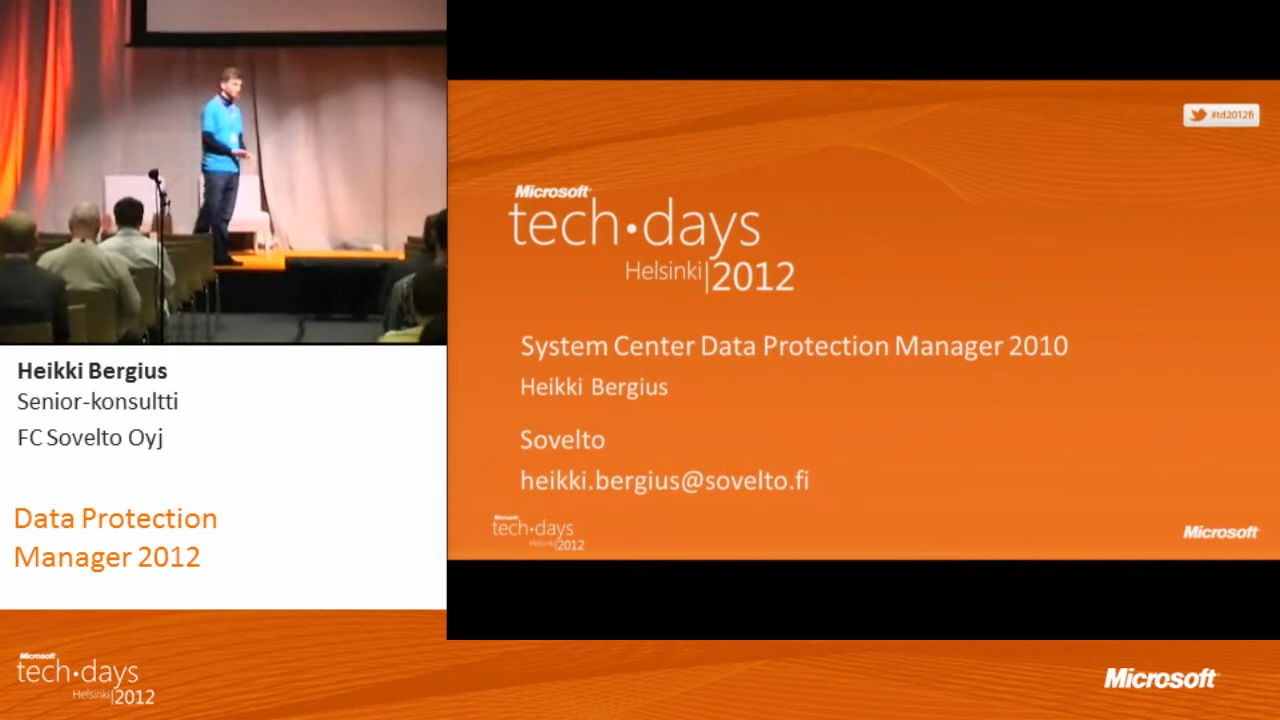 Heikki Bergius
Senior-konsultti
FC Sovelto Oyj
Data Protection
Manager 2012
Microsoft
tech·days
Helsinki|2012
#td2012fi
Microsoft
tech·days
Helsinki|2012
System Center Data Protection Manager 2010
Heikki Bergius
Sovelto
heikki.bergius@sovelto.fi
Microsoft
tech·days
Helsinki|2012
Microsoft
Microsoft